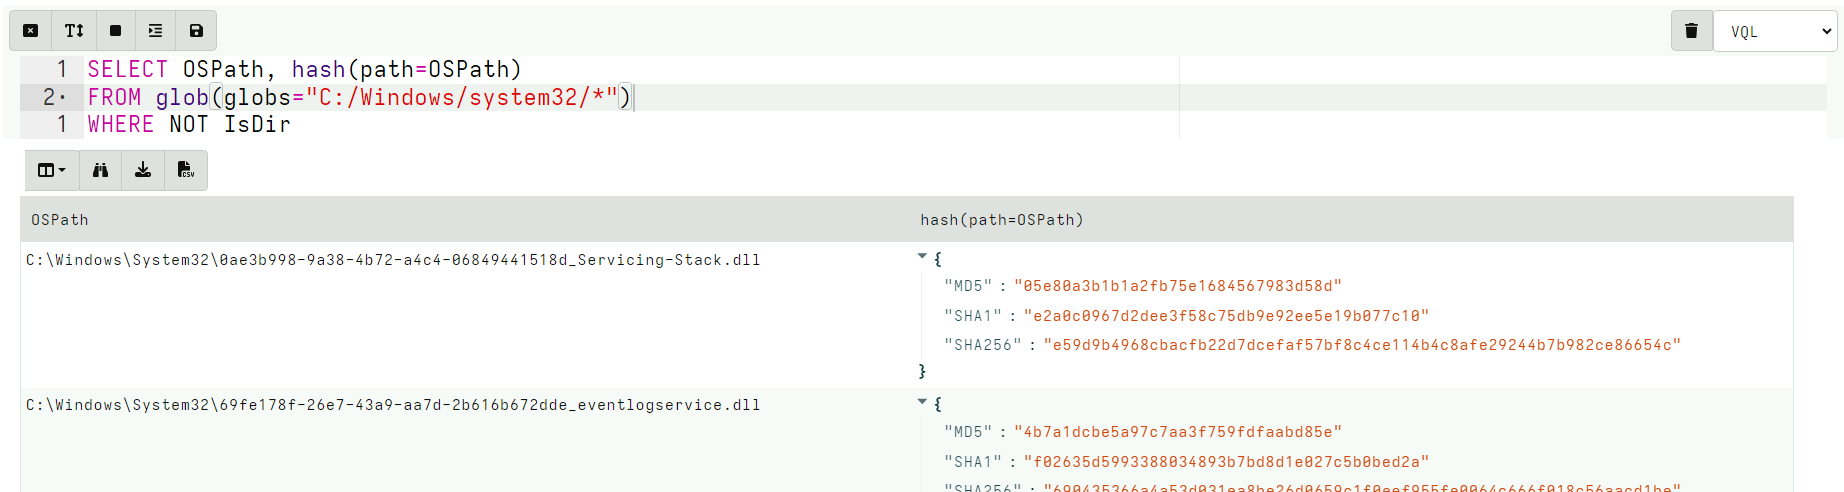 VQL
1 SELECT OSPath, hash(path=OSPath)
2· FROM glob(globs="C:/Windows/system32/*")
1 WHERE NOT IsDir
CSV
OSPath hash(path=OSPath)
C:\Windows\System32\0ae3b998-9a38-4b72-a4c4-06849441518d_Servicing-Stack.dll {
"MD5" : "05e80a3b1b1a2fb75e1684567983d58d"
"SHA1" : "e2a0c0967d2dee3f58c75db9e92ee5e19b077c10"
"SHA256" : "e59d9b4968cbacfb22d7dcefaf57bf8c4ce114b4c8afe29244b7b982ce86654c"
}
C:\Windows\System32\69fe178f-26e7-43a9-aa7d-2b616b672dde_eventlogservice.dll {
"MD5" : "4b7a1dcbe5a97c7aa3f759fdfaabd85e"
"SHA1" : "f02635d5993388034893b7bd8d1e027c5b0bed2a"
"SHA256" :